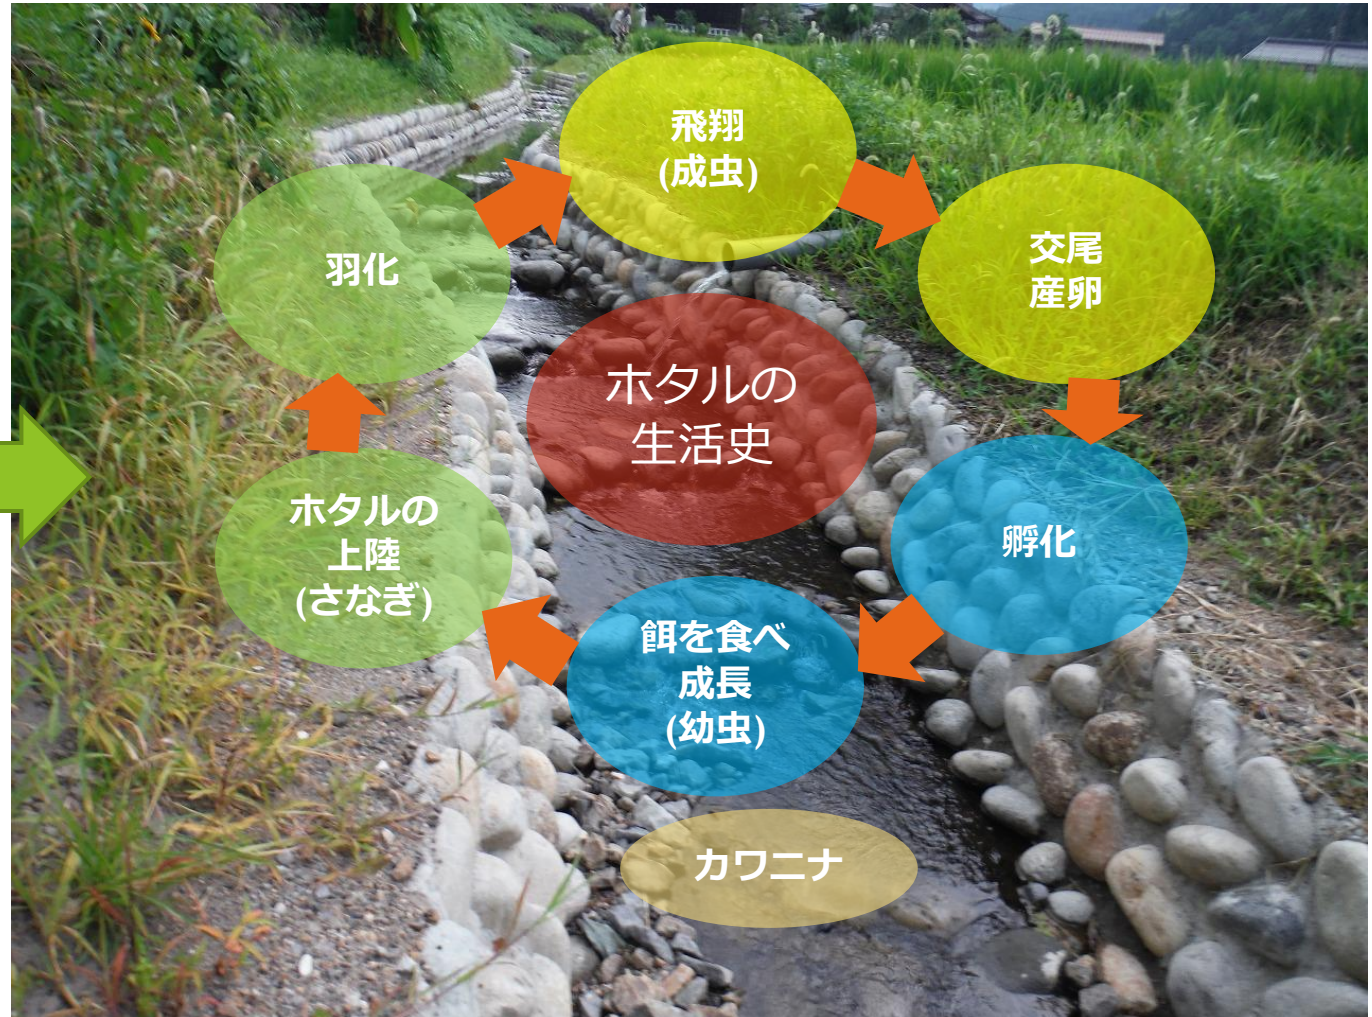 飛翔
(成虫)
交尾
産卵
羽化
ホタルの
生活史
ホタルの
上陸
(さなぎ)
孵化
餌を食べ
成長
(幼虫)
カワニナ